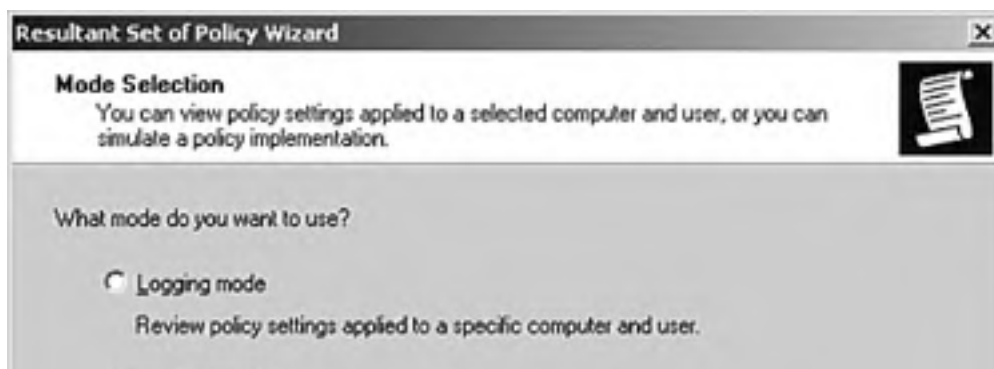 Resultant Set of Policy Wizard
Mode Selection
You can view policy settings applied to a selected computer and user, or you can
simulate a policy implementation.
What mode do you want to use?
Logging mode
Review policy settings applied to a specific computer and user.